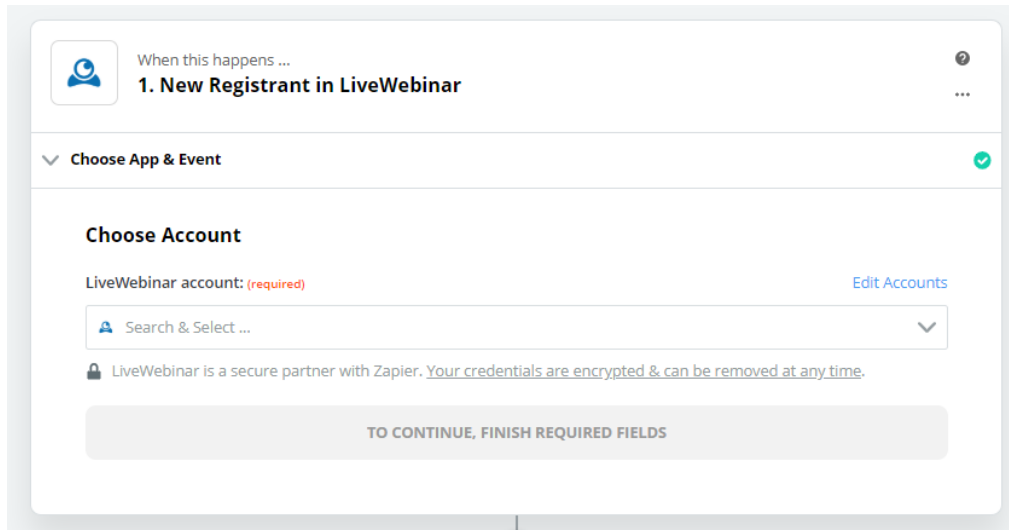 When this happens ...
1. New Registrant in LiveWebinar
Choose App & Event
Choose Account
LiveWebinar account: (required)
Edit Accounts
Search & Select ...
LiveWebinar is a secure partner with Zapier. Your credentials are encrypted & can be removed at any time.
TO CONTINUE, FINISH REQUIRED FIELDS